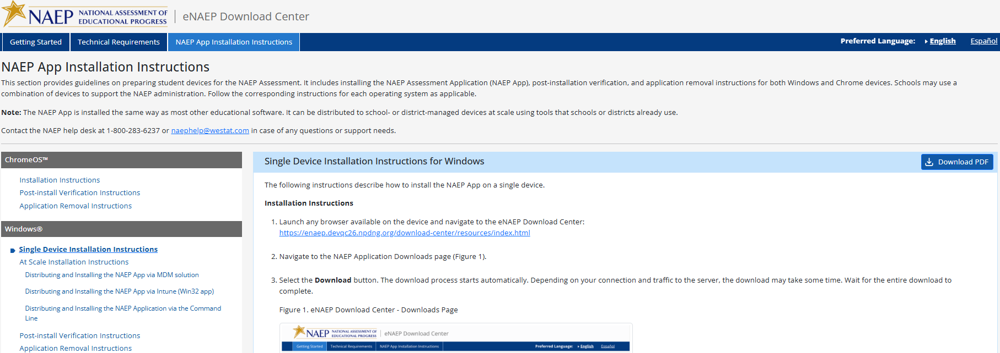 NAEP NATIONAL ASSESSMENT OF
EDUCATIONAL PROGRESS
eNAEP Download Center
Getting Started
Technical Requirements
NAEP App Installation Instructions
Preferred Language:
English
Español
NAEP App Installation Instructions
This section provides guidelines on preparing student devices for the NAEP Assessment. It includes installing the NAEP Assessment Application (NAEP App), post-installation verification, and application removal instructions for both Windows and Chrome devices. Schools may use a
combination of devices to support the NAEP administration. Follow the corresponding instructions for each operating system as applicable.
Note: The NAEP App is installed the same way as most other educational software. It can be distributed to school- or district-managed devices at scale using tools that schools or districts already use.
Contact the NAEP help desk at 1-800-283-6237 or naephelp@westat.com in case of any questions or support needs.
ChromeOS™
Installation Instructions
Post-install Verification Instructions
Application Removal Instructions
Windows®
Single Device Installation Instructions
At Scale Installation Instructions
Distributing and Installing the NAEP App via MDM solution
Distributing and Installing the NAEP App via Intune (Win32 app)
Distributing and Installing the NAEP Application via the Command
Line
Post-install Verification Instructions
Application Removal Instructions
Single Device Installation Instructions for Windows
Download PDF
The following instructions describe how to install the NAEP App on a single device.
Installation Instructions
1. Launch any browser available on the device and navigate to the eNAEP Download Center:
https://enaep.devqc26.npdng.org/download-center/resources/index.html
2. Navigate to the NAEP Application Downloads page (Figure 1).
3. Select the Download button. The download process starts automatically. Depending on your connection and traffic to the server, the download may take some time. Wait for the entire download to
complete.
Figure 1. eNAEP Download Center - Downloads Page
NAEP NATIONAL ASSESSMENT OF
EDUCATIONAL PROGRESS
eNAEP Download Center
Getting Started
Technical Requirements
NAEP App Installation Instructions
Preferred Language:
English
Español